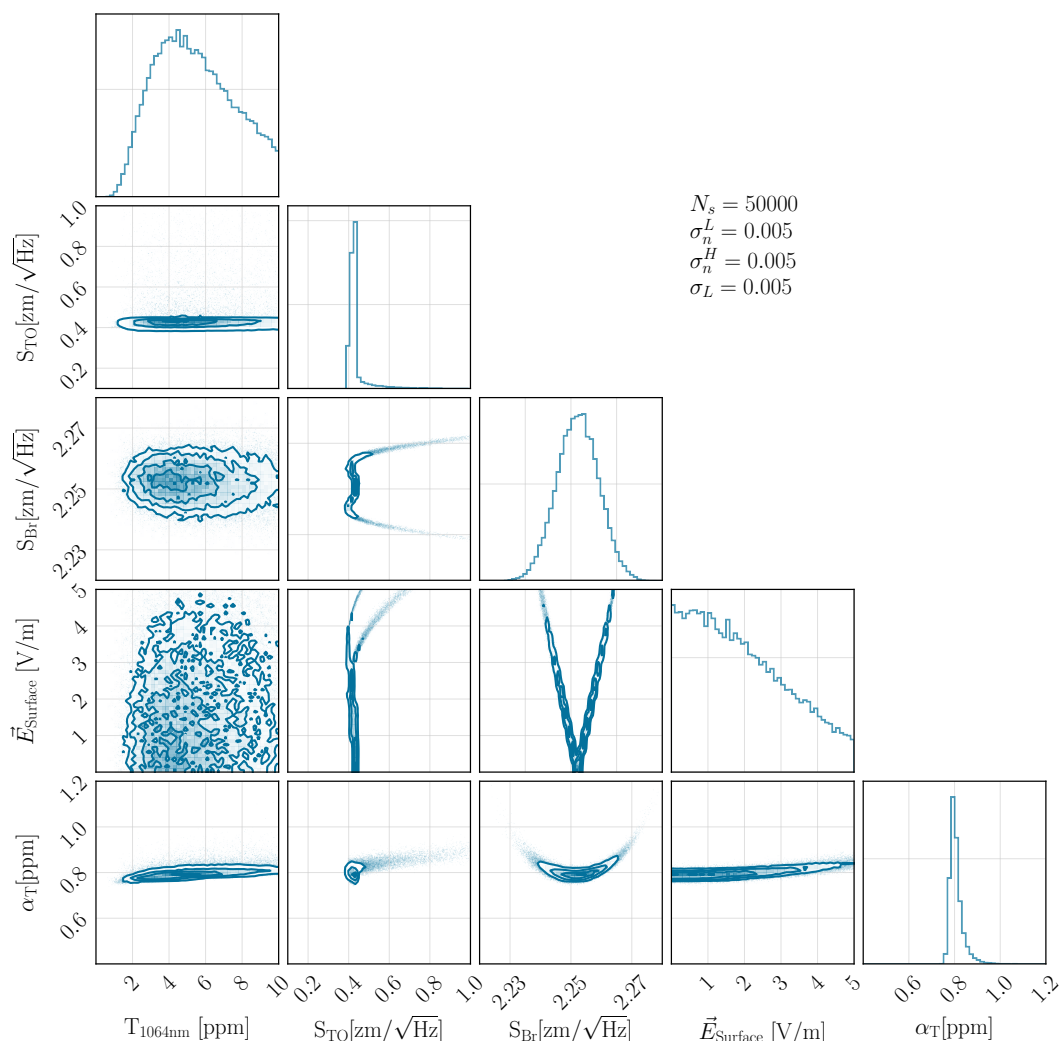 1.0
0.8
0.6
0.4
0.2
S_TO[zm/√Hz]
N_s = 50000
σ_n^L = 0.005
σ_n^H = 0.005
σ_L = 0.005
2.27
2.25
2.23
S_Br[zm/√Hz]
5
4
3
2
1
E⃗_Surface [V/m]
1.2
1.0
0.8
0.6
α_T[ppm]
2 4 6 8 10
0.2 0.4 0.6 0.8 1.0
2.23 2.25 2.27
1 2 3 4 5
0.6 0.8 1.0 1.2
T_1064nm [ppm] S_TO[zm/√Hz] S_Br[zm/√Hz] E⃗_Surface [V/m] α_T[ppm]